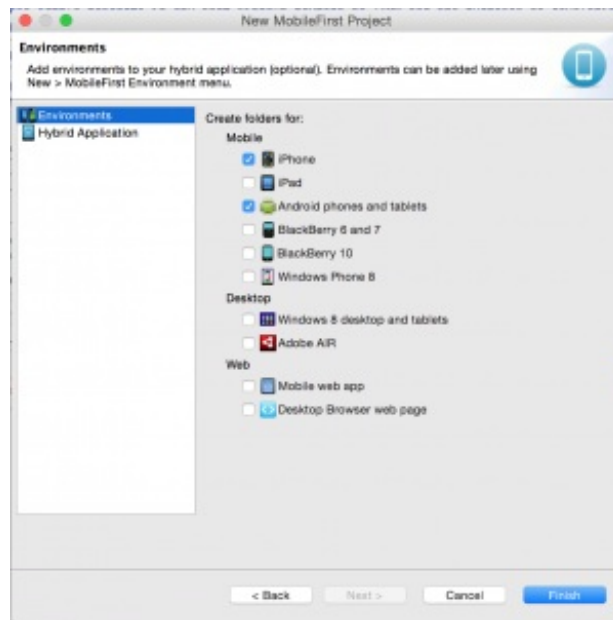 New MobileFirst Project
Environments
Add environments to your hybrid application (optional). Environments can be added later using
New > MobileFirst Environment menu.
Environments
Hybrid Application
Create folders for:
Mobile
iPhone
iPad
Android phones and tablets
BlackBerry 6 and 7
BlackBerry 10
Windows Phone 8
Desktop
Windows 8 desktop and tablets
Adobe AIR
Web
Mobile web app
Desktop Browser web page
< Back
Next >
Cancel
Finish